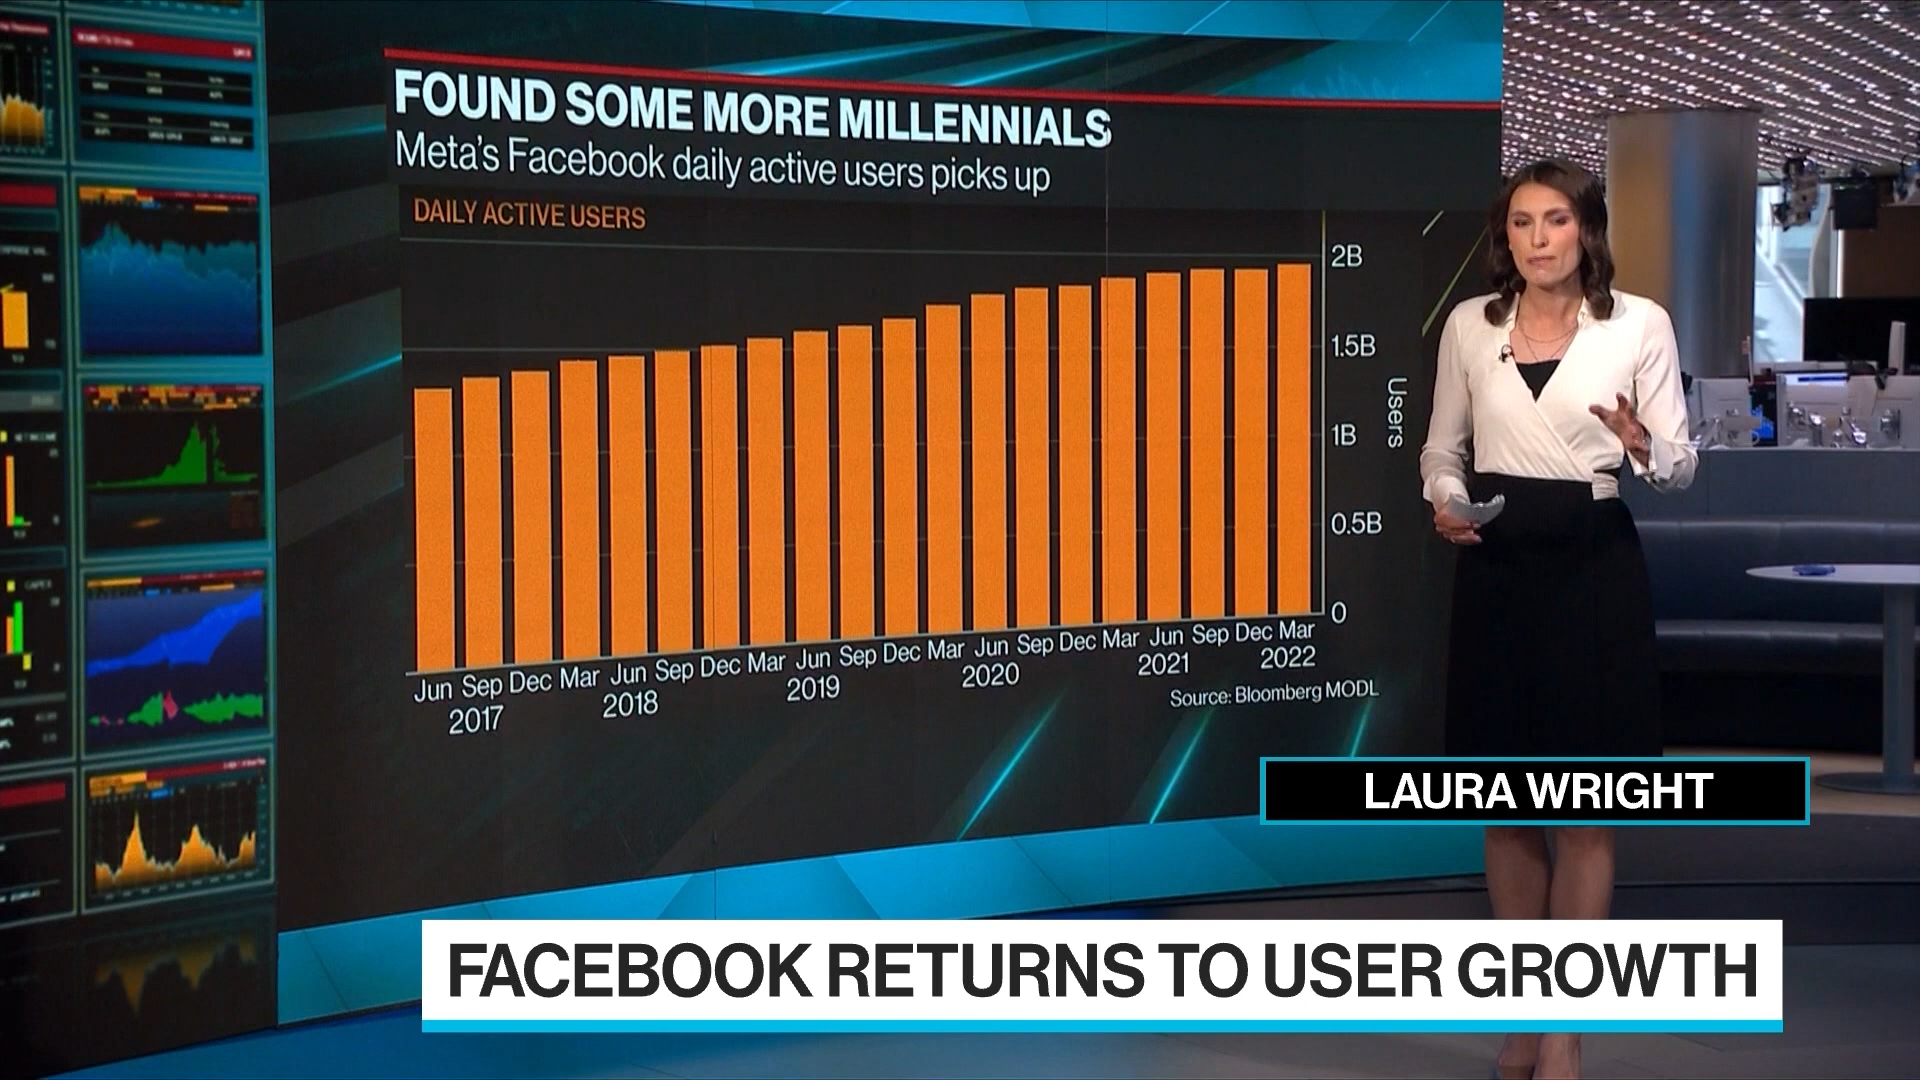 FOUND SOME MORE MILLENNIALS
Meta's Facebook daily active users picks up
DAILY ACTIVE USERS
2B
1.5B
1B
0.5B
0
Users
Jun Sep Dec Mar Jun Sep Dec Mar Jun Sep Dec Mar Jun Sep Dec Mar Jun Sep Dec Mar
2017 2018 2019 2020 2021 2022
Source: Bloomberg MODL
LAURA WRIGHT
FACEBOOK RETURNS TO USER GROWTH